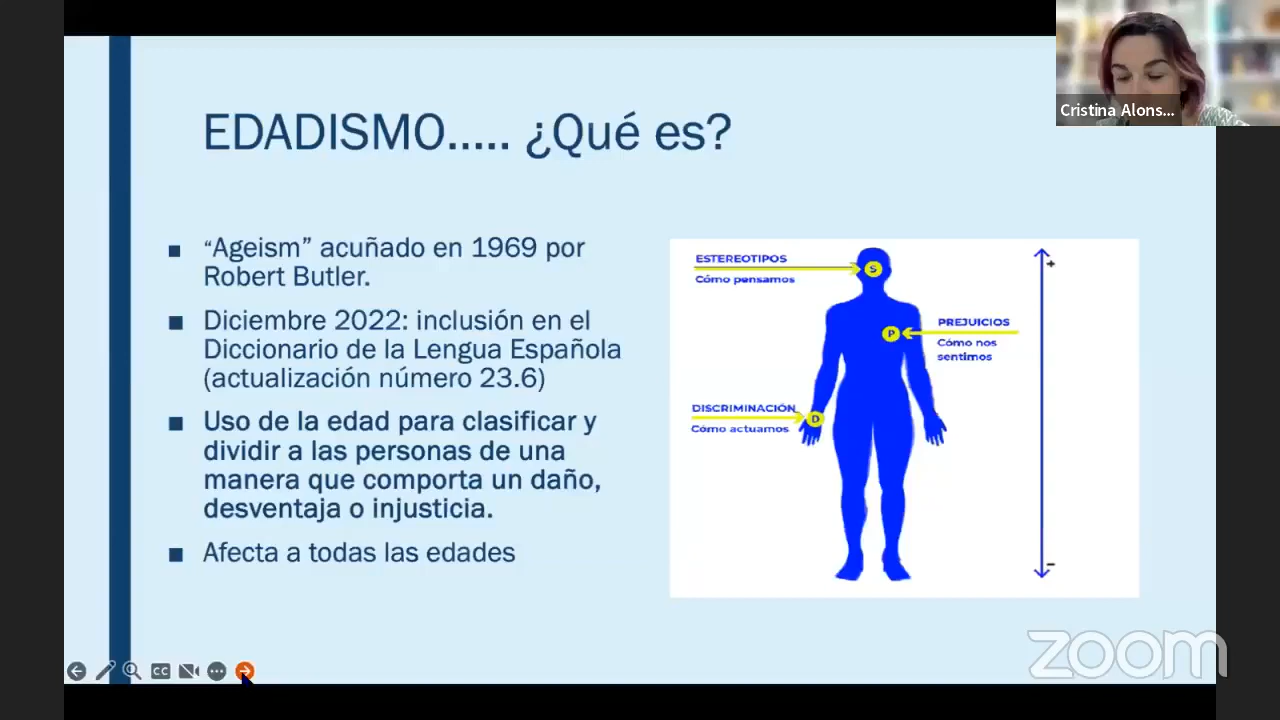 Cristina Alons...
EDADISMO..... ¿Qué es?
“Ageism” acuñado en 1969 por
Robert Butler.
Diciembre 2022: inclusión en el
Diccionario de la Lengua Española
(actualización número 23.6)
Uso de la edad para clasificar y
dividir a las personas de una
manera que comporta un daño,
desventaja o injusticia.
Afecta a todas las edades
ESTEREOTIPOS
Cómo pensamos
S
+
PREJUICIOS
P
Cómo nos
sentimos
DISCRIMINACIÓN
D
Cómo actuamos
-
CC
zoom